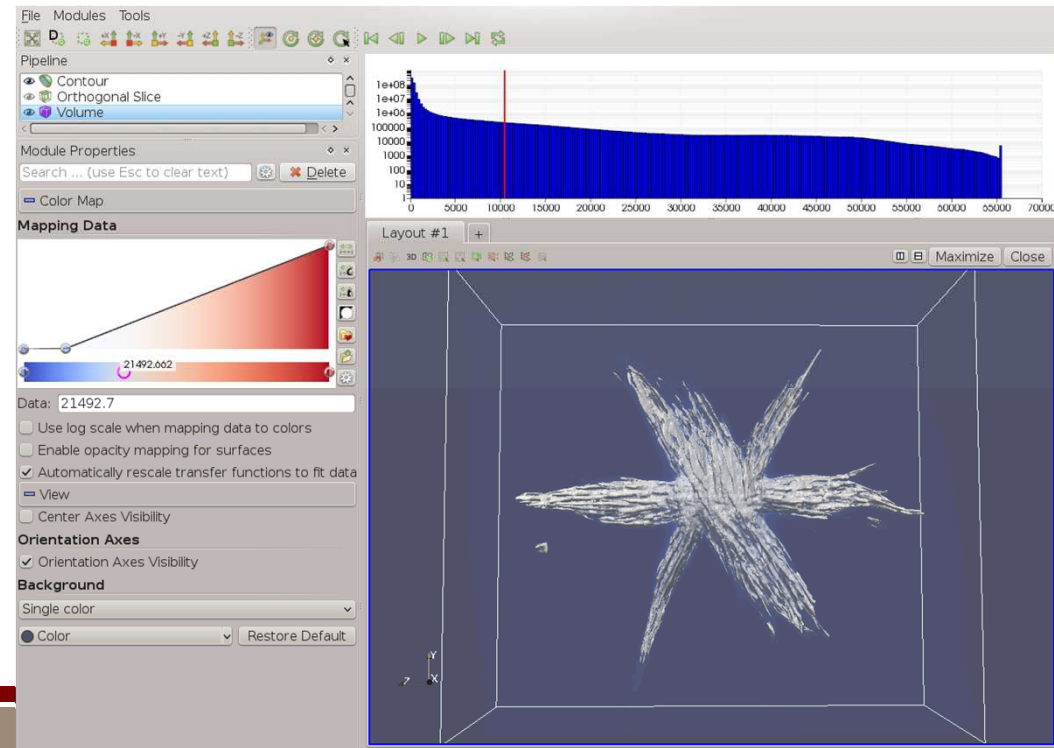 File Modules Tools
D
+X -X +Y -Y +Z -Z
Pipeline
Contour
Orthogonal Slice
Volume
Module Properties
Search ... (use Esc to clear text) Delete
Color Map
Mapping Data
21492.662
Data: 21492.7
Use log scale when mapping data to colors
Enable opacity mapping for surfaces
Automatically rescale transfer functions to fit data
View
Center Axes Visibility
Orientation Axes
Orientation Axes Visibility
Background
Single color
Color Restore Default
1e+08
1e+07
1e+06
100000
10000
1000
100
10
1
0 5000 10000 15000 20000 25000 30000 35000 40000 45000 50000 55000 60000 65000 70000
Layout #1 +
3D Maximize Close
Y
Z X